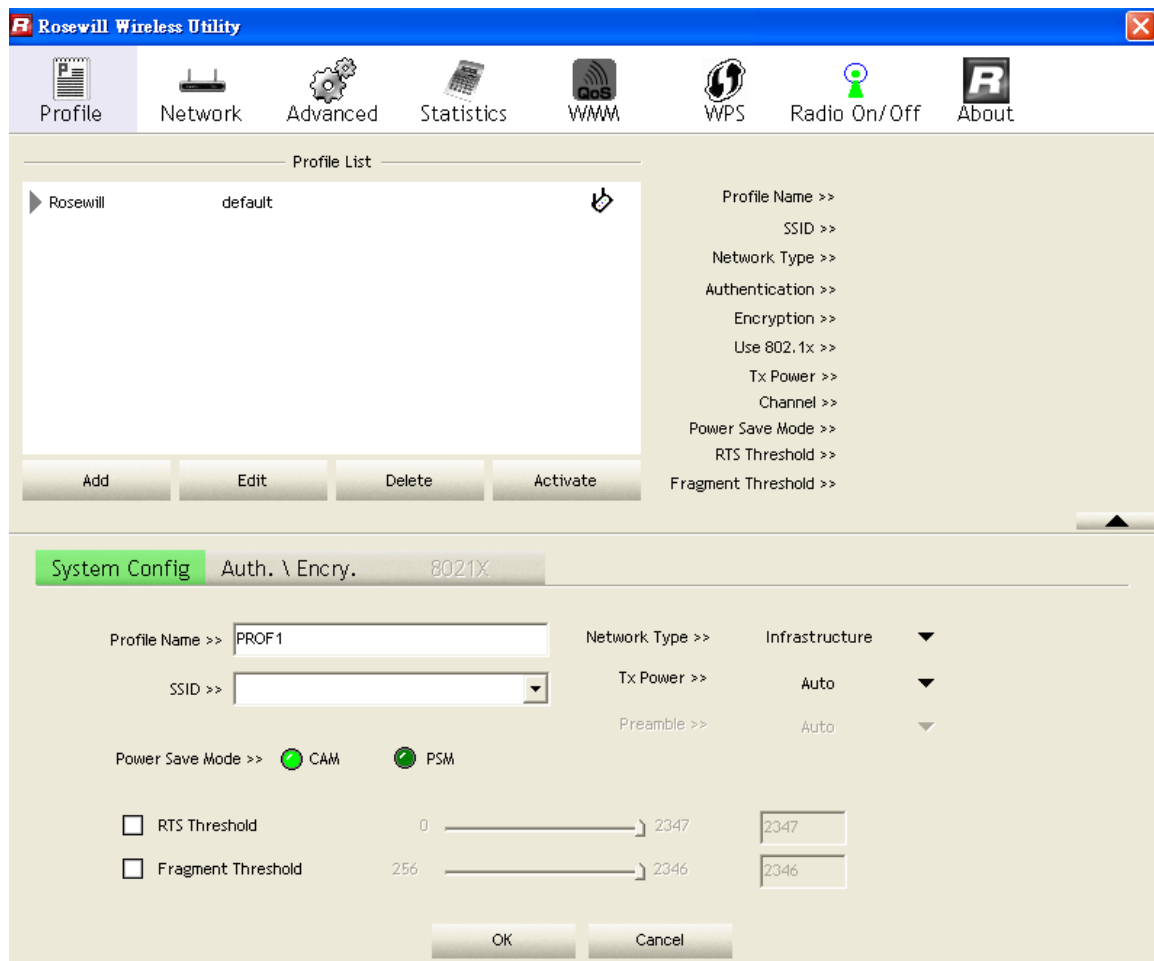 R Rosewill Wireless Utility
P QoS R
Profile Network Advanced Statistics WMM WPS Radio On/Off About
Profile List
Rosewill default
Profile Name >>
SSID >>
Network Type >>
Authentication >>
Encryption >>
Use 802.1x >>
Tx Power >>
Channel >>
Power Save Mode >>
RTS Threshold >>
Fragment Threshold >>
Add Edit Delete Activate
System Config Auth. \ Encry. 8021X
Profile Name >> PROF1 Network Type >> Infrastructure
SSID >> Tx Power >> Auto
Preamble >> Auto
Power Save Mode >> CAM PSM
RTS Threshold 0 2347 2347
Fragment Threshold 256 2346 2346
OK Cancel